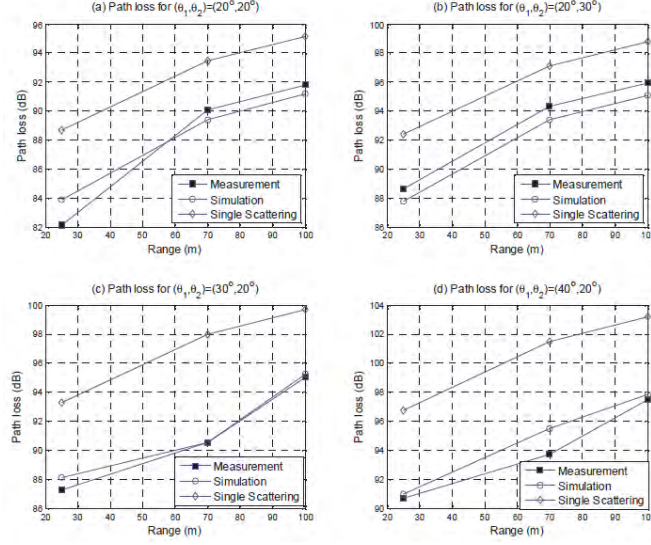 (a) Path loss for (θ1,θ2)=(20°,20°)
96
94
92
90
88
86
84
82
Path loss (dB)
Measurement
Simulation
Single Scattering
20 30 40 50 60 70 80 90 100
Range (m)
(b) Path loss for (θ1,θ2)=(20°,30°)
100
98
96
94
92
90
88
86
Path loss (dB)
Measurement
Simulation
Single Scattering
20 30 40 50 60 70 80 90 100
Range (m)
(c) Path loss for (θ1,θ2)=(30°,20°)
100
98
96
94
92
90
88
86
Path loss (dB)
Measurement
Simulation
Single Scattering
20 30 40 50 60 70 80 90 100
Range (m)
(d) Path loss for (θ1,θ2)=(40°,20°)
104
102
100
98
96
94
92
90
Path loss (dB)
Measurement
Simulation
Single Scattering
20 30 40 50 60 70 80 90 100
Range (m)